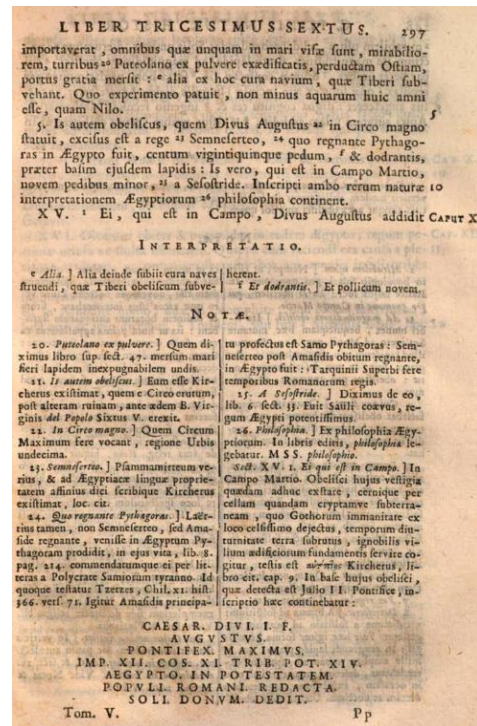 LIBER TRICESIMUS SEXTUS. 297
importaverat, omnibus quæ unquam in mari visæ sunt, mirabilio-
rem, turribus 20 Puteolano ex pulvere exædificatis, perductam Ostiam,
portus gratia mersit : e alia ex hoc cura navium, quæ Tiberi sub-
vehant. Quo experimento patuit, non minus aquarum huic amni
esse, quam Nilo. 5
5. Is autem obeliscus, quem Divus Augustus 22 in Circo magno
statuit, excisus est a rege 23 Semneserteo, 24 quo regnante Pythago-
ras in Ægypto fuit, centum vigintiquinque pedum, f & dodrantis,
præter basim ejusdem lapidis : Is vero, qui est in Campo Martio,
novem pedibus minor, 25 a Sesostride. Inscripti ambo rerum naturæ 10
interpretationem Ægyptiorum 26 philosophia continent.
XV. 1 Ei, qui est in Campo, Divus Augustus addidit CAPUT X
INTERPRETATIO.
e Alia. ] Alia deinde subiit cura naves
struendi, quæ Tiberi obeliscum subve-
herent.
f Et dodrantis. ] Et pollicum novem.
NOTÆ.
20. Puteolano ex pulvere. ] Quem di-
ximus libro sup. sect. 47. mersum mari
fieri lapidem inexpugnabilem undis.
21. Is autem obeliscus. ] Eum esse Kir-
cherus existimat, quem e Circo erutum,
post alteram ruinam, ante ædem B. Vir-
ginis del Popolo Sixtus V. erexit.
22. In Circo magno. ] Quem Circum
Maximum fere vocant, regione Urbis
undecima.
23. Semneserteo. ] Psammamirteum ve-
rius, & ad Ægyptiacæ linguæ proprie-
tatem affinius dici scribique Kircherus
existimat, loc. cit.
24. Quo regnante Pythagoras. ] Laër-
tius tamen, non Semneserteo, sed Ama-
side regnante, venisse in Ægyptum Py-
thagoram prodidit, in ejus vita, lib. 8.
pag. 214. commendatumque ei per lit-
teras a Polycrate Samiorum tyranno. Id
quoque testatur Tzetzes, Chil. XI. hist.
366. vers. 71. Igitur Amasidis principa-
tu profectus est Samo Pythagoras : Sem-
neserteo post Amasidis obitum regnante,
in Ægypto fuit : Tarquinii Superbi fere
temporibus Romanorum regis.
25. A Sesostride. ] Diximus de eo,
lib. 6. sect. 33. Fuit Sauli coævus, re-
gum Ægypti potentissimus.
26. Philosophia. ] Ex philosophia Ægy-
ptiorum. In libris editis, philosophiæ le-
gebatur. MSS. philosophia.
Sect. XV. 1. Ei qui est in Campo. ] In
Campo Martio. Obelisci hujus vestigia
quædam adhuc exstare, cernique per
cellam quandam cryptamve subterra-
neam, quo Gothorum immanitate ex
loco celsissimo dejectus, temporum diu-
turnitate terra subrutus, ignobilis vi-
lium ædificiorum fundamentis servire co-
gitur, testis est Kircherus, li-
bro cit. cap. 9. In base hujus obelisci,
quæ detecta est Julio II. Pontifice, in-
scriptio hæc continebatur :
CAESAR. DIVI. I. F.
AVGVSTVS.
PONTIFEX. MAXIMVS.
IMP. XII. COS. XI. TRIB. POT. XIV.
AEGYPTO. IN POTESTATEM.
POPVLI. ROMANI. REDACTA.
SOLI. DONVM. DEDIT.
Tom. V. Pp